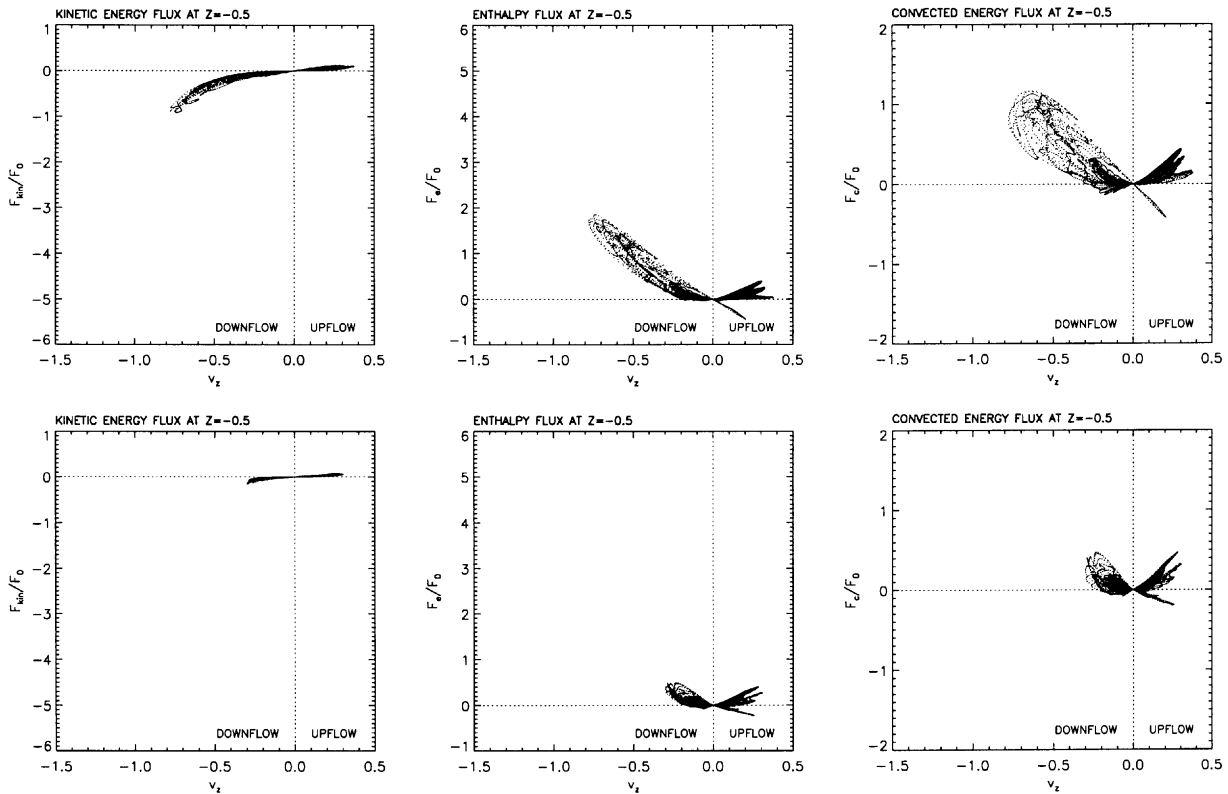 KINETIC ENERGY FLUX AT Z=−0.5
1
0
−1
−2
−3
−4
−5
−6
F_kin/F_0
DOWNFLOW UPFLOW
−1.5 −1.0 −0.5 0.0 0.5
v_z
ENTHALPY FLUX AT Z=−0.5
6
5
4
3
2
1
0
−1
F_e/F_0
DOWNFLOW UPFLOW
−1.5 −1.0 −0.5 0.0 0.5
v_z
CONVECTED ENERGY FLUX AT Z=−0.5
2
1
0
−1
−2
F_c/F_0
DOWNFLOW UPFLOW
−1.5 −1.0 −0.5 0.0 0.5
v_z
KINETIC ENERGY FLUX AT Z=−0.5
1
0
−1
−2
−3
−4
−5
−6
F_kin/F_0
DOWNFLOW UPFLOW
−1.5 −1.0 −0.5 0.0 0.5
v_z
ENTHALPY FLUX AT Z=−0.5
6
5
4
3
2
1
0
−1
F_e/F_0
DOWNFLOW UPFLOW
−1.5 −1.0 −0.5 0.0 0.5
v_z
CONVECTED ENERGY FLUX AT Z=−0.5
2
1
0
−1
−2
F_c/F_0
DOWNFLOW UPFLOW
−1.5 −1.0 −0.5 0.0 0.5
v_z